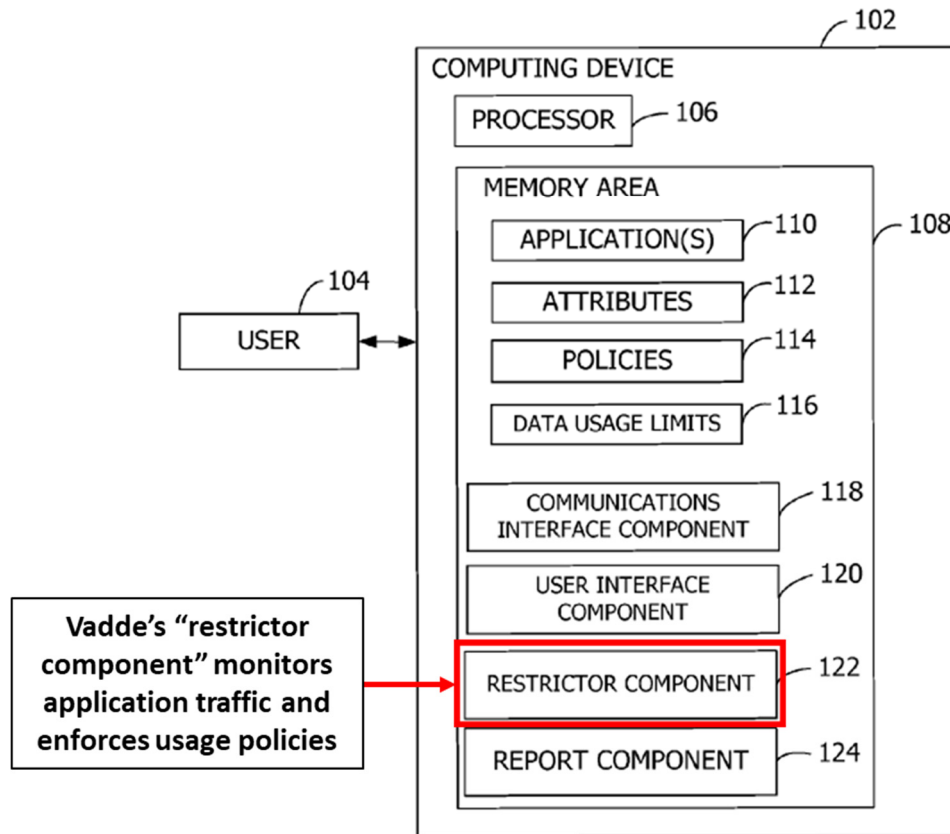 102
COMPUTING DEVICE
PROCESSOR
106
MEMORY AREA
108
APPLICATION(S)
110
ATTRIBUTES
112
104
USER
POLICIES
114
DATA USAGE LIMITS
116
COMMUNICATIONS
INTERFACE COMPONENT
118
USER INTERFACE
COMPONENT
120
Vadde’s “restrictor
component” monitors
application traffic and
enforces usage policies
RESTRICTOR COMPONENT
122
REPORT COMPONENT
124